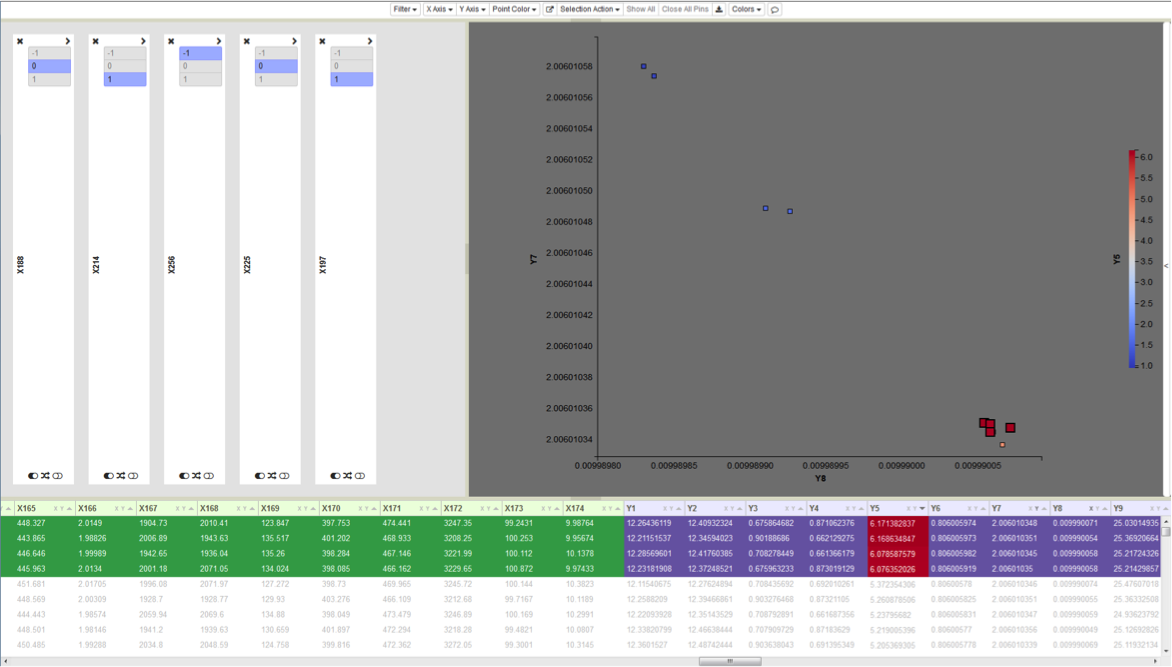 Filter X Axis Y Axis Point Color Selection Action Show All Close All Pins Colors
-1 -1 -1 -1 -1
0 0 0 0 0
1 1 1 1 1
X188 X214 X256 X225 X197
2.00601058
2.00601056
2.00601054
2.00601052
2.00601050
2.00601048
2.00601046
2.00601044
2.00601042
2.00601040
2.00601038
2.00601036
2.00601034
Y7
0.00998980 0.00998985 0.00998990 0.00998995 0.00999000 0.00999005
Y8
6.0
5.5
5.0
4.5
4.0
3.5
3.0
2.5
2.0
1.5
1.0
Y5
X165 X Y X166 X Y X167 X Y X168 X Y X169 X Y X170 X Y X171 X Y X172 X Y X173 X Y X174 X Y Y1 X Y Y2 X Y Y3 X Y Y4 X Y Y5 X Y Y6 X Y Y7 X Y Y8 X Y Y9 X Y
448.327 2.0149 1904.73 2010.41 123.847 397.753 474.441 3247.35 99.2431 9.98764 12.26436119 12.40932324 0.675864682 0.871062376 6.171382837 0.806005974 2.006010348 0.009990071 25.03014935
443.865 1.98826 2006.89 1943.63 135.517 401.202 468.933 3208.25 100.253 9.95674 12.21151537 12.34594023 0.90188686 0.662129275 6.168634847 0.806005973 2.006010351 0.009990054 25.36920664
446.646 1.99989 1942.65 1936.04 135.26 398.284 467.146 3221.99 112.112 10.1378 12.28569601 12.41760385 0.708278449 0.661366179 6.078587579 0.806005982 2.006010345 0.009990058 25.21724326
445.963 2.0134 2001.18 2071.05 134.024 398.085 466.162 3229.65 100.872 9.97433 12.23181908 12.37248521 0.675963233 0.873019129 6.076352026 0.806005919 2.00601035 0.009990058 25.21429857
451.681 2.01705 1996.08 2071.97 127.272 398.73 469.965 3245.72 100.144 10.3823 12.11540675 12.27624894 0.708435692 0.692010261 5.372354306 0.80600578 2.006010346 0.009990074 25.47607018
448.569 2.00309 1928.7 1928.77 129.93 403.276 466.109 3212.68 99.7167 10.1189 12.2588209 12.39466861 0.903276468 0.87321105 5.260878506 0.806005825 2.006010351 0.009990065 25.36332508
444.443 1.98574 2059.94 2069.6 134.88 398.049 473.479 3246.89 100.169 10.2991 12.22093928 12.35143529 0.708792891 0.661687356 5.23795682 0.806005831 2.006010347 0.009990059 24.93623792
448.501 1.98146 1941.2 1939.63 130.659 401.897 472.294 3218.28 99.4821 10.0807 12.33820799 12.46638444 0.707909729 0.87183629 5.219005396 0.80600577 2.006010356 0.009990049 25.12692826
450.485 1.99288 2034.8 2048.59 124.758 399.816 472.362 3272.05 99.3001 10.3145 12.3601527 12.48742444 0.903638043 0.691395349 5.205369305 0.80600578 2.006010339 0.009990069 25.11932134